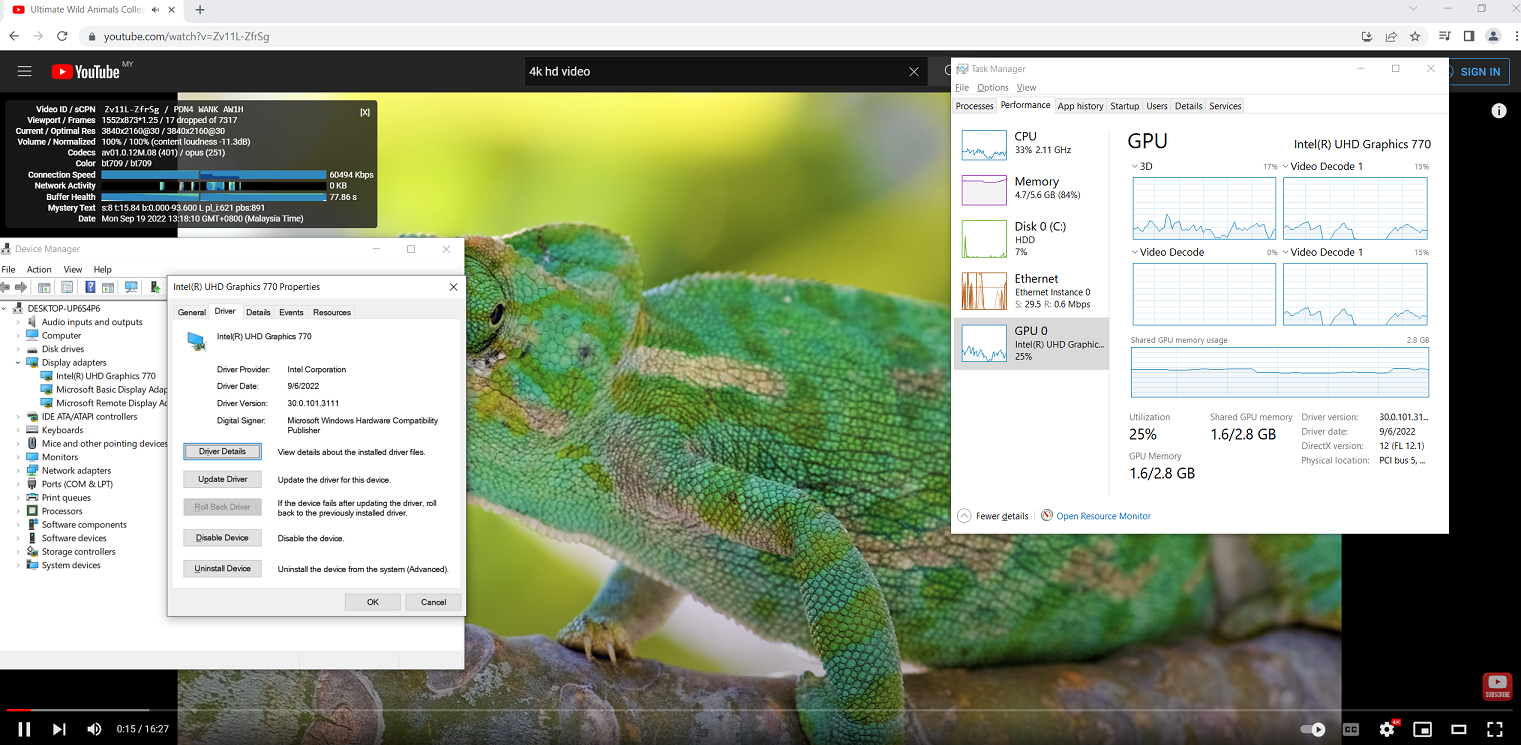 Ultimate Wild Animals Colle
youtube.com/watch?v=Zv11L-ZfrSg
YouTube MY
4k hd video
SIGN IN
Video ID / sCPN Zv11L-ZfrSg / PDN4 WANK AW1H
Viewport / Frames 1552x873*1.25 / 17 dropped of 7317
Current / Optimal Res 3840x2160@30 / 3840x2160@30
Volume / Normalized 100% / 100% (content loudness -11.3dB)
Codecs av01.0.12M.08 (401) / opus (251)
Color bt709 / bt709
Connection Speed 60494 Kbps
Network Activity 0 KB
Buffer Health 77.86 s
Mystery Text s:8 t:15.84 b:0.000 93.600 L pl_i:621 pbs:891
Date Mon Sep 19 2022 13:18:10 GMT+0800 (Malaysia Time)
[X]
Device Manager
File Action View Help
DESKTOP-UP6S4P6
Audio inputs and outputs
Computer
Disk drives
Display adapters
Intel(R) UHD Graphics 770
Microsoft Basic Display Adap
Microsoft Remote Display Ac
IDE ATA/ATAPI controllers
Keyboards
Mice and other pointing devices
Monitors
Network adapters
Ports (COM & LPT)
Print queues
Processors
Software components
Software devices
Storage controllers
System devices
Intel(R) UHD Graphics 770 Properties
General Driver Details Events Resources
Intel(R) UHD Graphics 770
Driver Provider: Intel Corporation
Driver Date: 9/6/2022
Driver Version: 30.0.101.3111
Digital Signer: Microsoft Windows Hardware Compatibility
Publisher
Driver Details View details about the installed driver files.
Update Driver Update the driver for this device.
Roll Back Driver If the device fails after updating the driver, roll
back to the previously installed driver.
Disable Device Disable the device.
Uninstall Device Uninstall the device from the system (Advanced).
OK Cancel
Task Manager
File Options View
Processes Performance App history Startup Users Details Services
CPU
33% 2.11 GHz
Memory
4.7/5.6 GB (84%)
Disk 0 (C:)
HDD
7%
Ethernet
Ethernet Instance 0
S: 29.5 R: 0.6 Mbps
GPU 0
Intel(R) UHD Graphic...
25%
GPU Intel(R) UHD Graphics 770
3D 17% Video Decode 1 15%
Video Decode 0% Video Decode 1 15%
Shared GPU memory usage 2.8 GB
Utilization
25%
Shared GPU memory
1.6/2.8 GB
GPU Memory
1.6/2.8 GB
Driver version: 30.0.101.31...
Driver date: 9/6/2022
DirectX version: 12 (FL 12.1)
Physical location: PCI bus 5, ...
Fewer details Open Resource Monitor
SUBSCRIBE
0:15 / 16:27
CC
4K